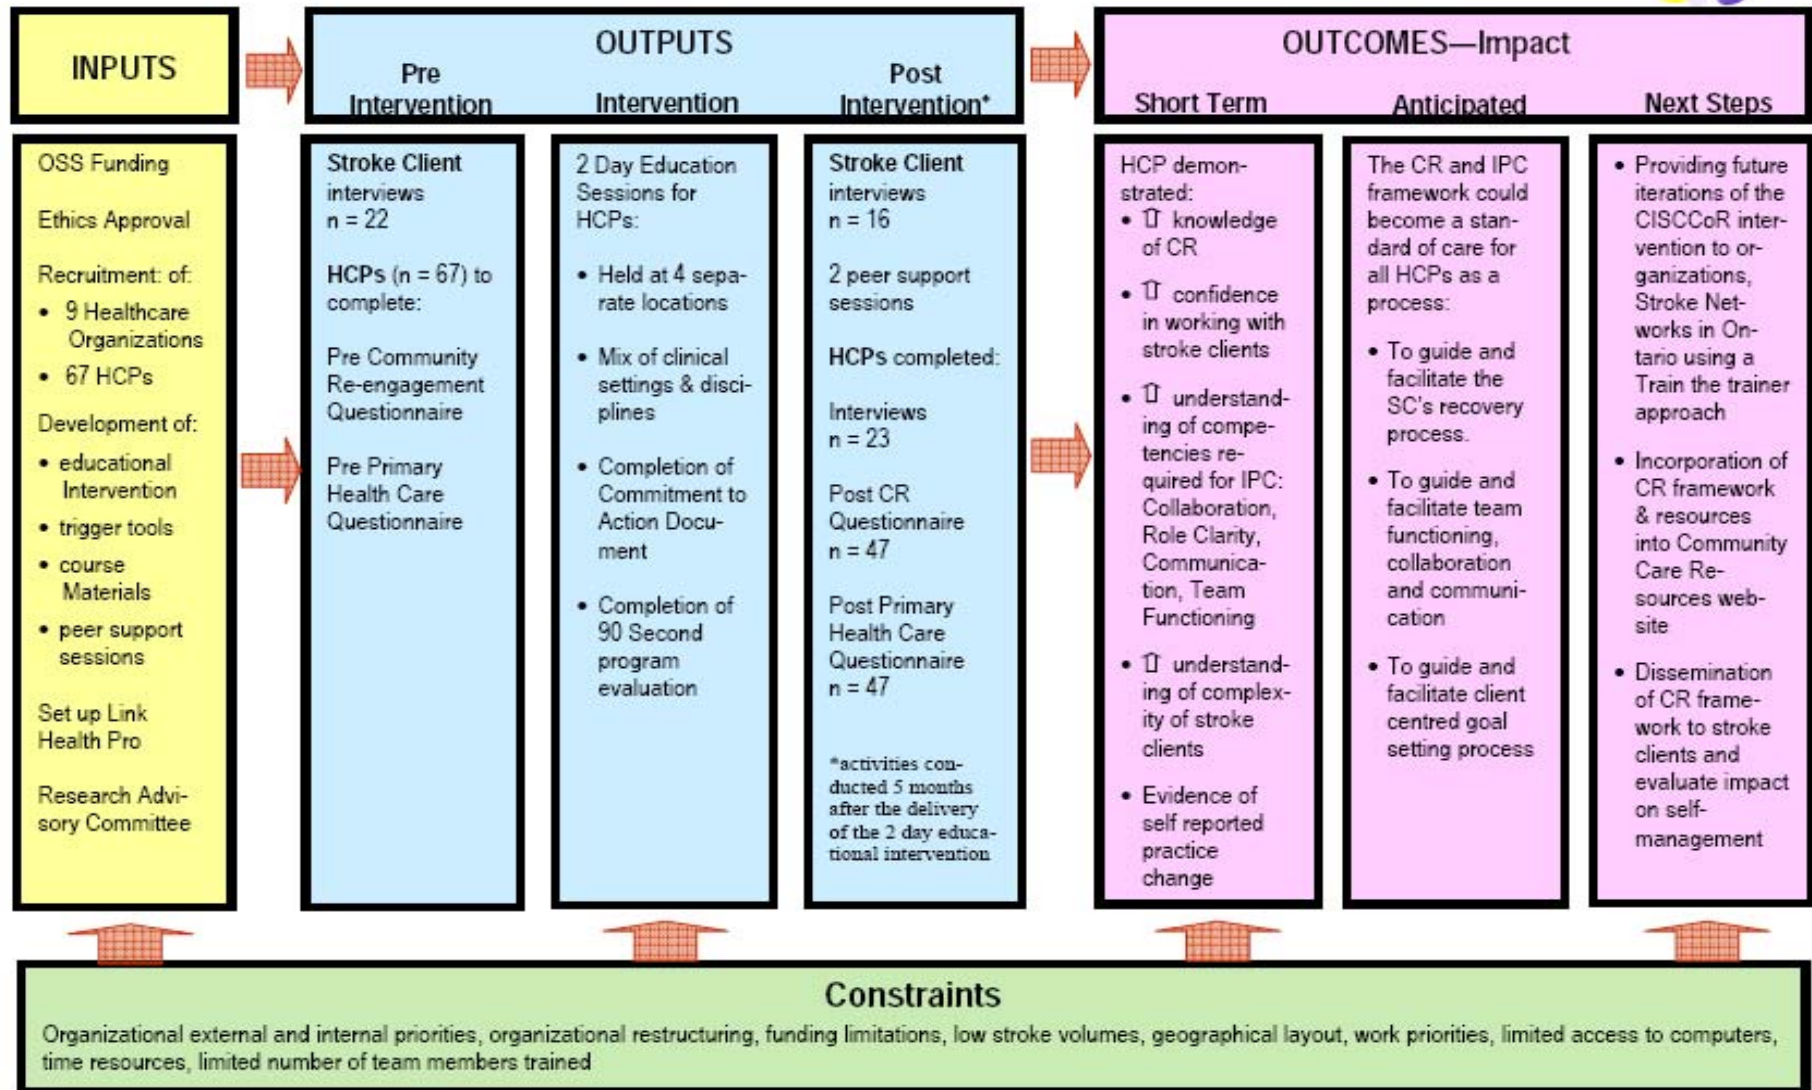 INPUTS
OUTPUTS
Pre
Intervention
Intervention
Post
Intervention*
OUTCOMES—Impact
Short Term
Anticipated
Next Steps
OSS Funding
Ethics Approval
Recruitment: of:
• 9 Healthcare
Organizations
• 67 HCPs
Development of:
• educational
Intervention
• trigger tools
• course
Materials
• peer support
sessions
Set up Link
Health Pro
Research Advi-
sory Committee
Stroke Client
interviews
n = 22
HCPs (n = 67) to
complete:
Pre Community
Re-engagement
Questionnaire
Pre Primary
Health Care
Questionnaire
2 Day Education
Sessions for
HCPs:
• Held at 4 sepa-
rate locations
• Mix of clinical
settings & disci-
plines
• Completion of
Commitment to
Action Docu-
ment
• Completion of
90 Second
program
evaluation
Stroke Client
interviews
n = 16
2 peer support
sessions
HCPs completed:
Interviews
n = 23
Post CR
Questionnaire
n = 47
Post Primary
Health Care
Questionnaire
n = 47
*activities con-
ducted 5 months
after the delivery
of the 2 day educa-
tional intervention
HCP demon-
strated:
• ⇧ knowledge
of CR
• ⇧ confidence
in working with
stroke clients
• ⇧ understand-
ing of compe-
tencies re-
quired for IPC:
Collaboration,
Role Clarity,
Communica-
tion, Team
Functioning
• ⇧ understand-
ing of complex-
ity of stroke
clients
• Evidence of
self reported
practice
change
The CR and IPC
framework could
become a stan-
dard of care for
all HCPs as a
process:
• To guide and
facilitate the
SC's recovery
process.
• To guide and
facilitate team
functioning,
collaboration
and communi-
cation
• To guide and
facilitate client
centred goal
setting process
• Providing future
iterations of the
CISCCoR inter-
vention to or-
ganizations,
Stroke Net-
works in On-
tario using a
Train the trainer
approach
• Incorporation of
CR framework
& resources
into Community
Care Re-
sources web-
site
• Dissemination
of CR frame-
work to stroke
clients and
evaluate impact
on self-
management
Constraints
Organizational external and internal priorities, organizational restructuring, funding limitations, low stroke volumes, geographical layout, work priorities, limited access to computers,
time resources, limited number of team members trained